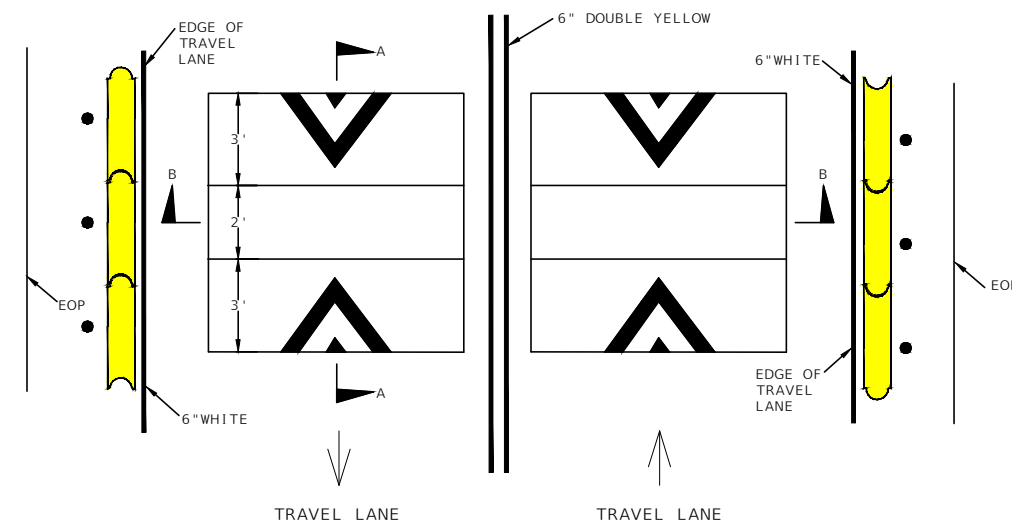 EDGE OF
TRAVEL
LANE
A
6" DOUBLE YELLOW
6"WHITE
3'
B
2'
B
EOP
3'
EO
A
6"WHITE
EDGE OF
TRAVEL
LANE
TRAVEL LANE
TRAVEL LANE